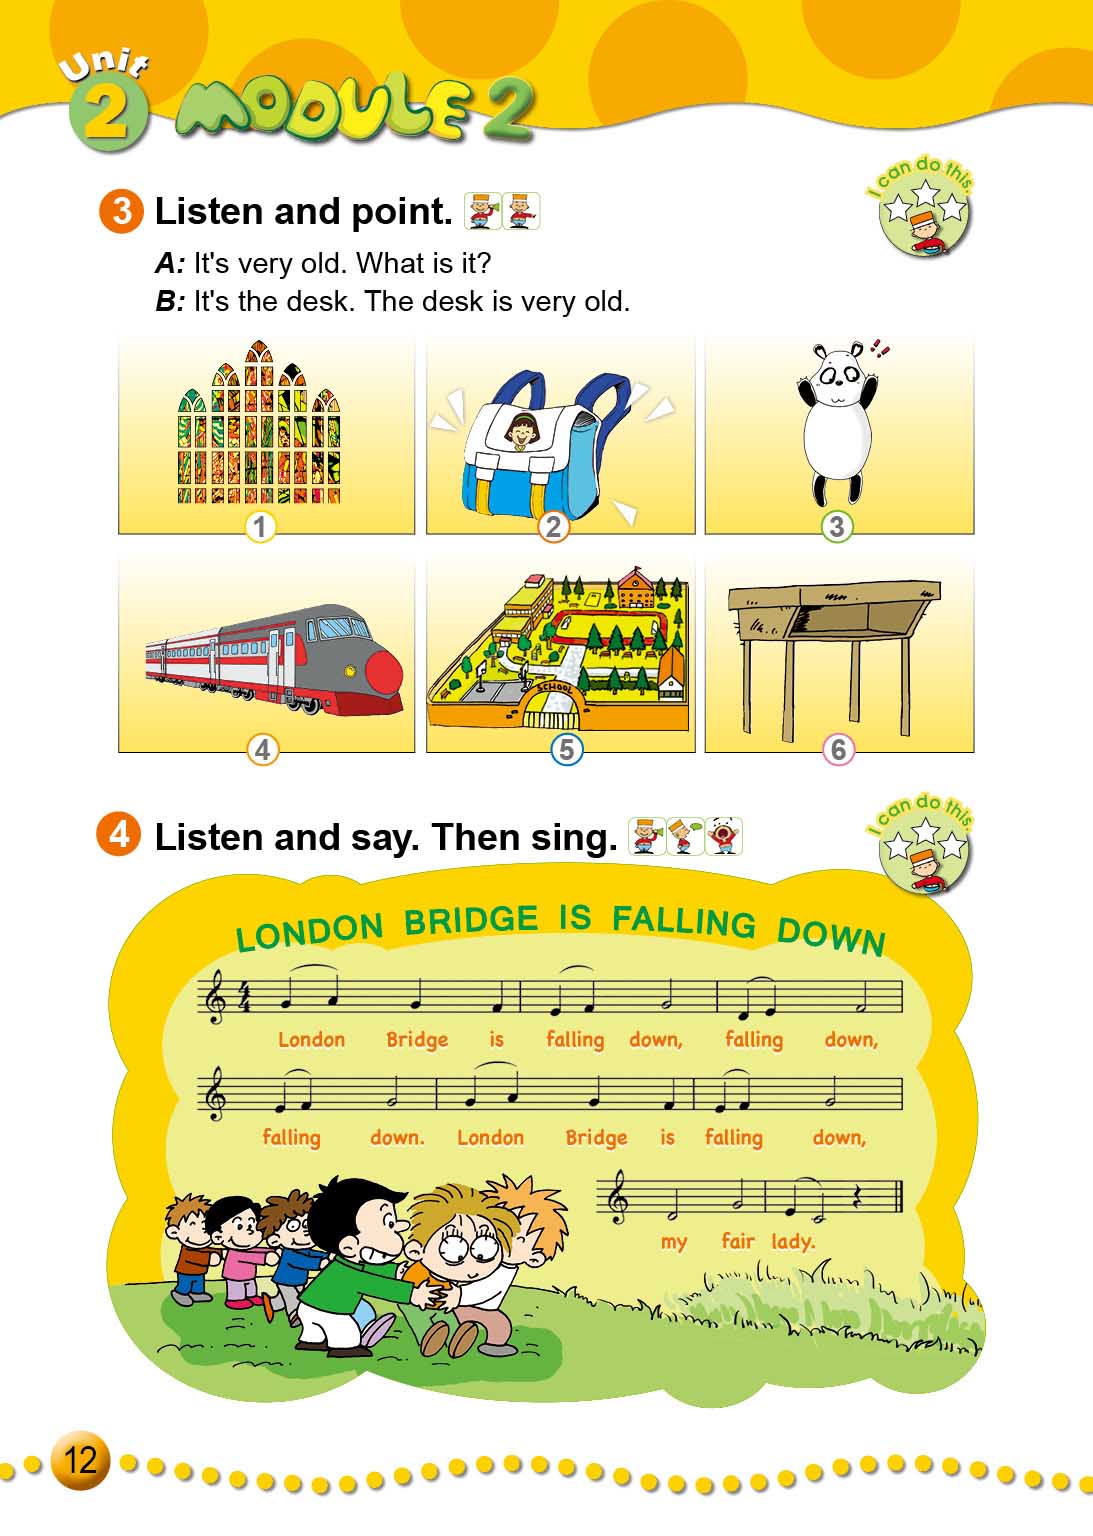 Unit
2 MODULE 2
I can do this.
3 Listen and point.
A: It's very old. What is it?
B: It's the desk. The desk is very old.
1
2
3
SCHOOL
4
5
6
I can do this.
4 Listen and say. Then sing.
LONDON BRIDGE IS FALLING DOWN
4
4
London Bridge is falling down, falling down,
falling down. London Bridge is falling down,
my fair lady.
12